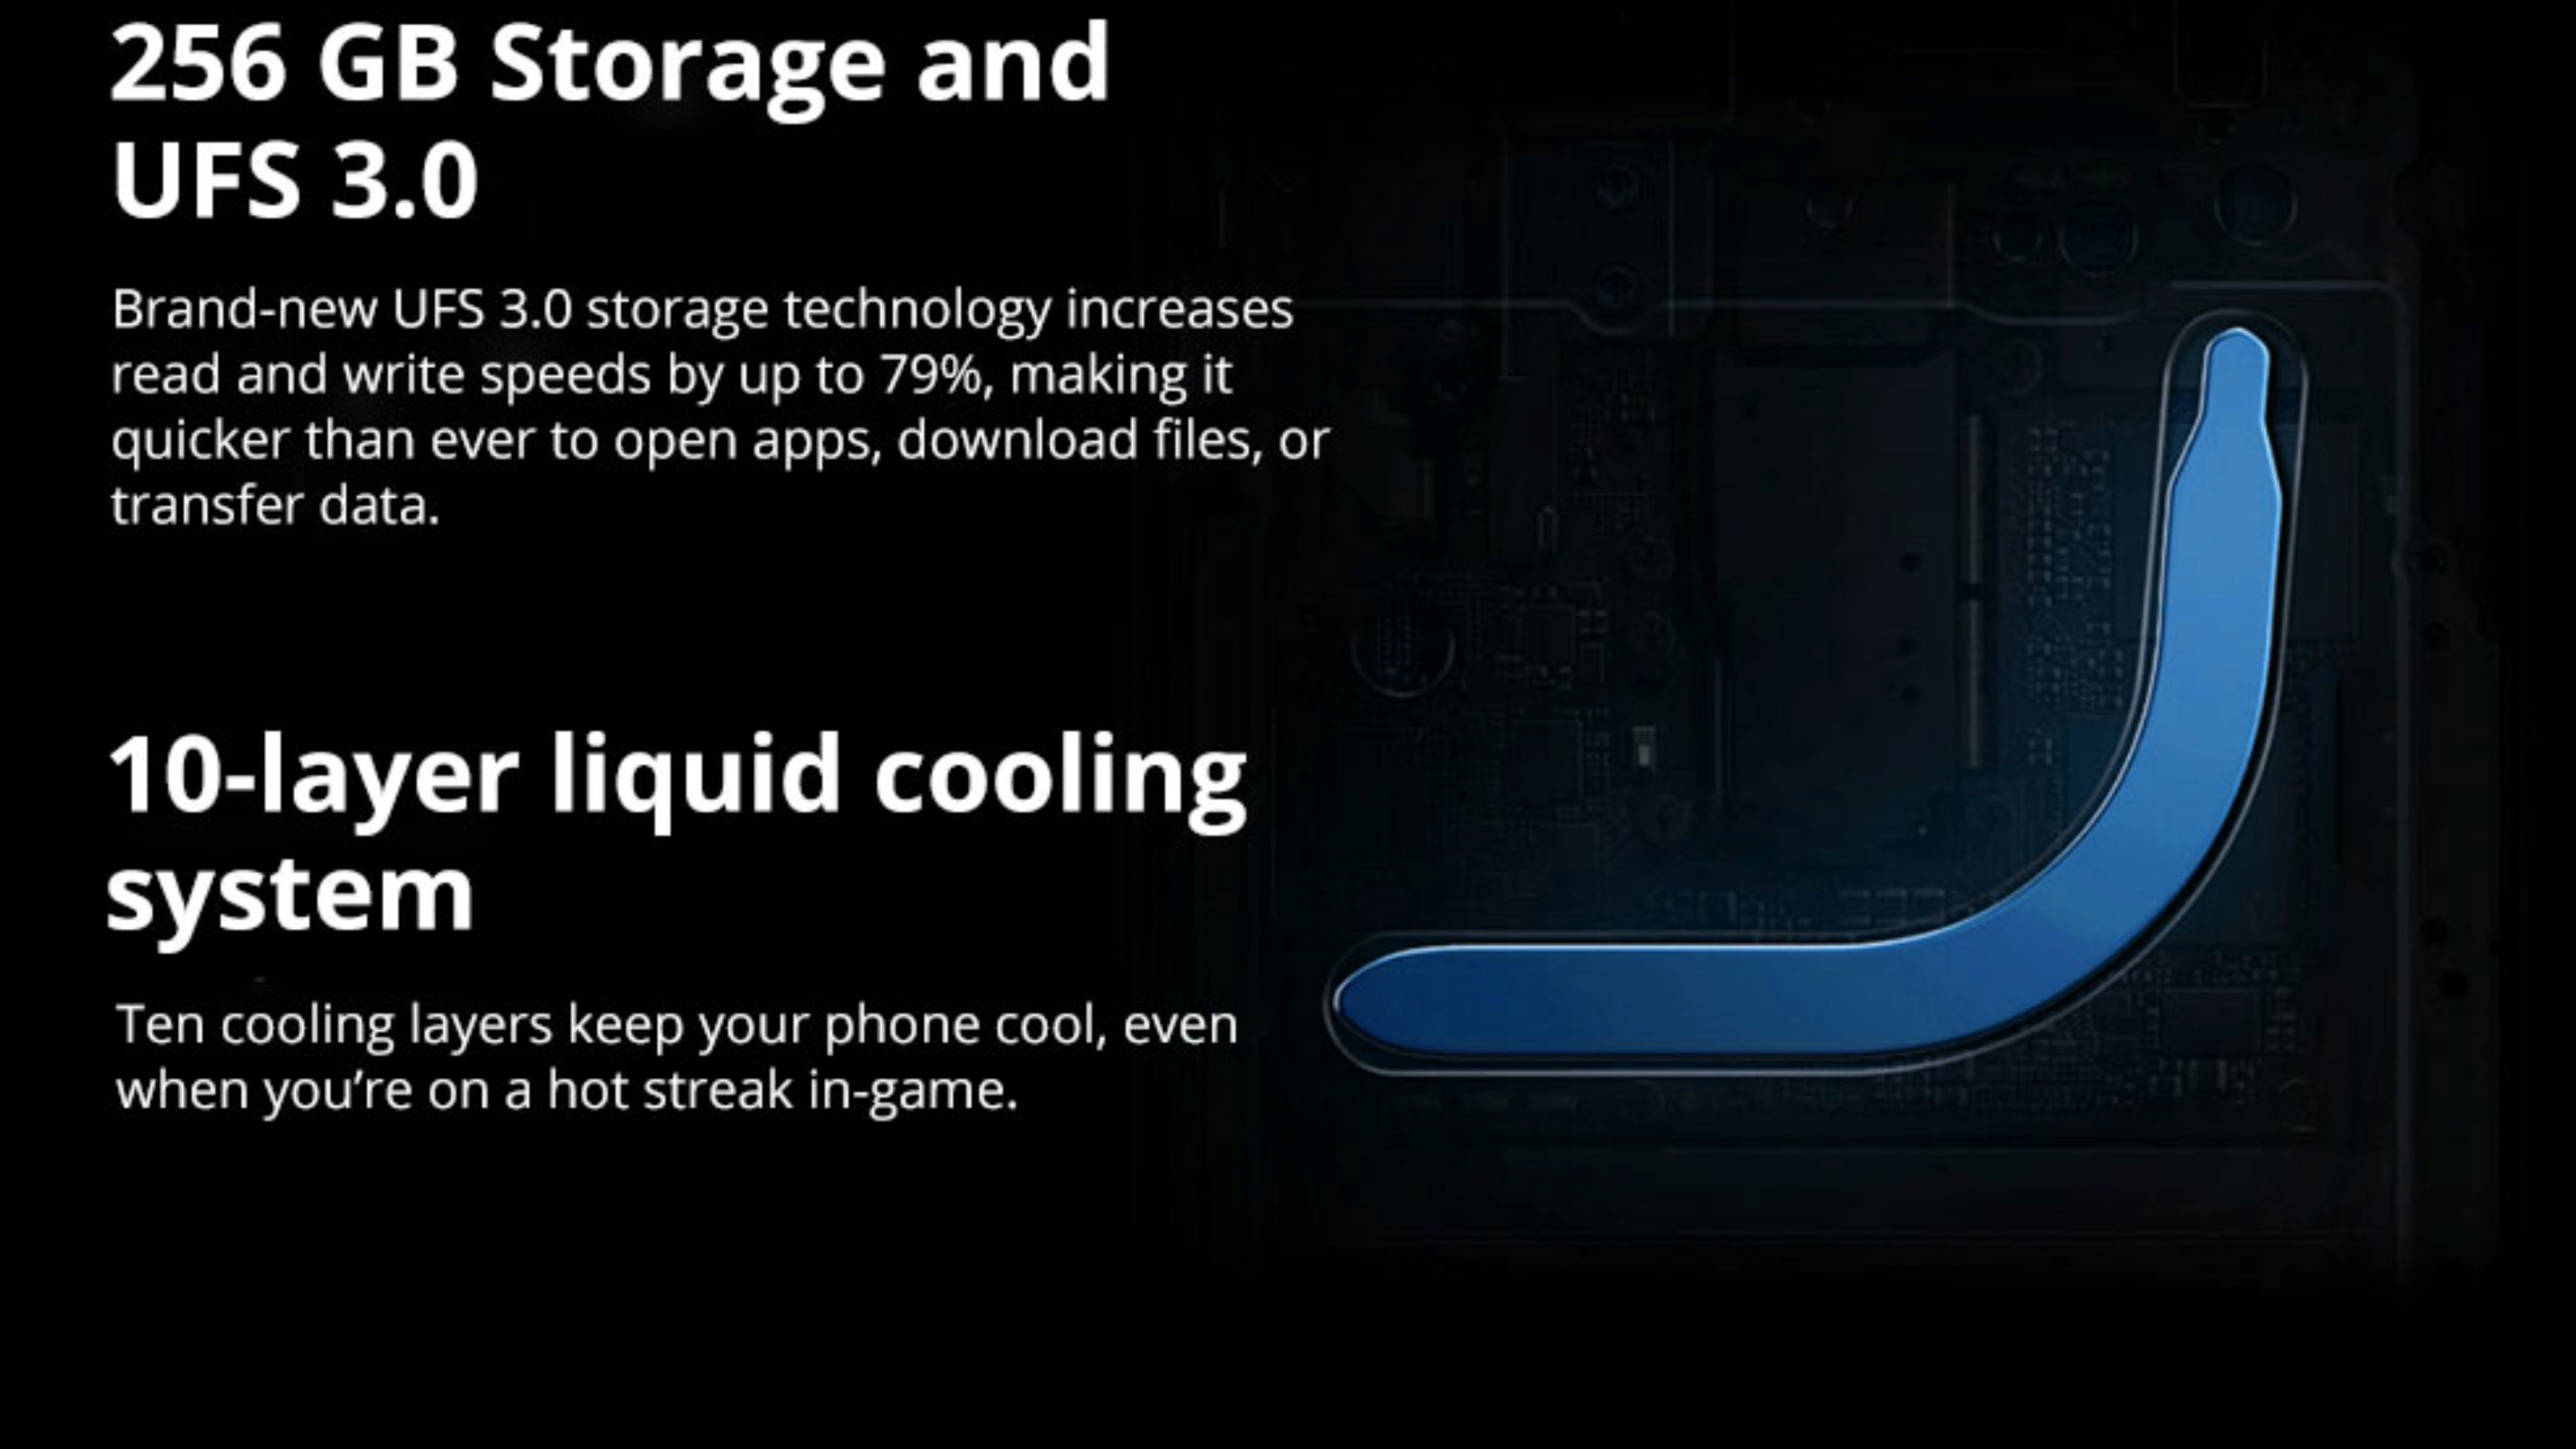 256 GB Storage and
UFS 3.0
Brand-new UFS 3.0 storage technology increases
read and write speeds by up to 79%, making it
quicker than ever to open apps, download files, or
transfer data.
10-layer liquid cooling
system
Ten cooling layers keep your phone cool, even
when you’re on a hot streak in-game.